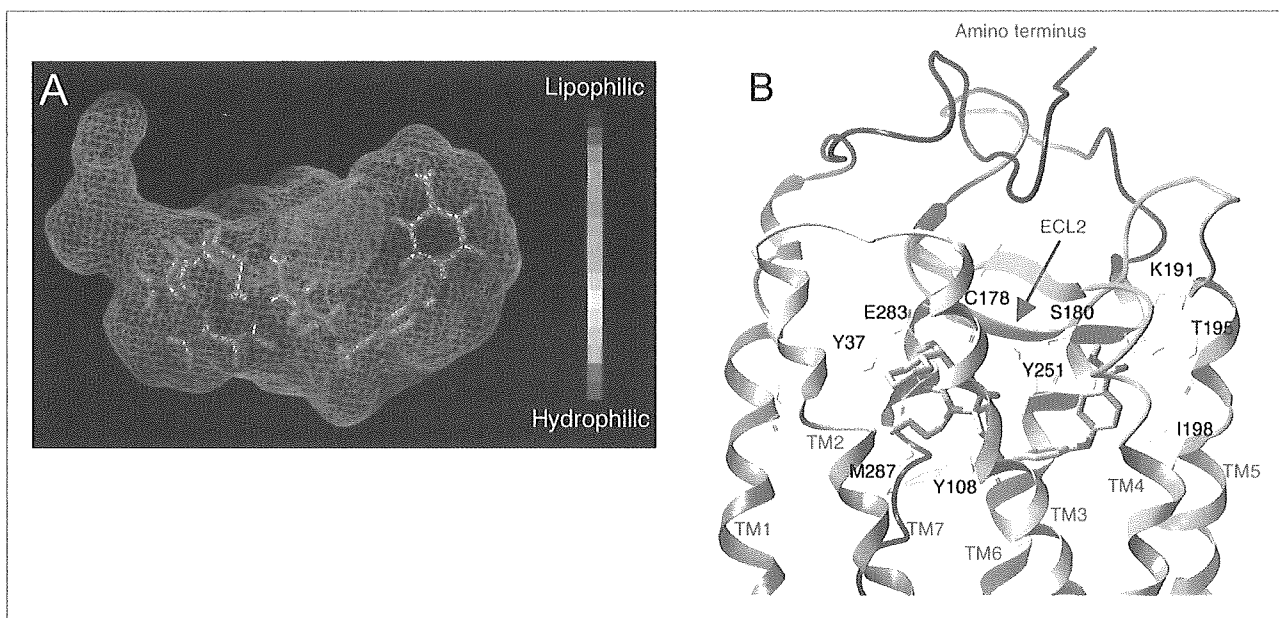 A
Lipophilic
Hydrophilic
B
Amino terminus
ECL2
K191
C178
S180
E283
T195
Y37
Y251
I198
TM2
M287
Y108
TM4
TM5
TM1
TM7
TM3
TM6